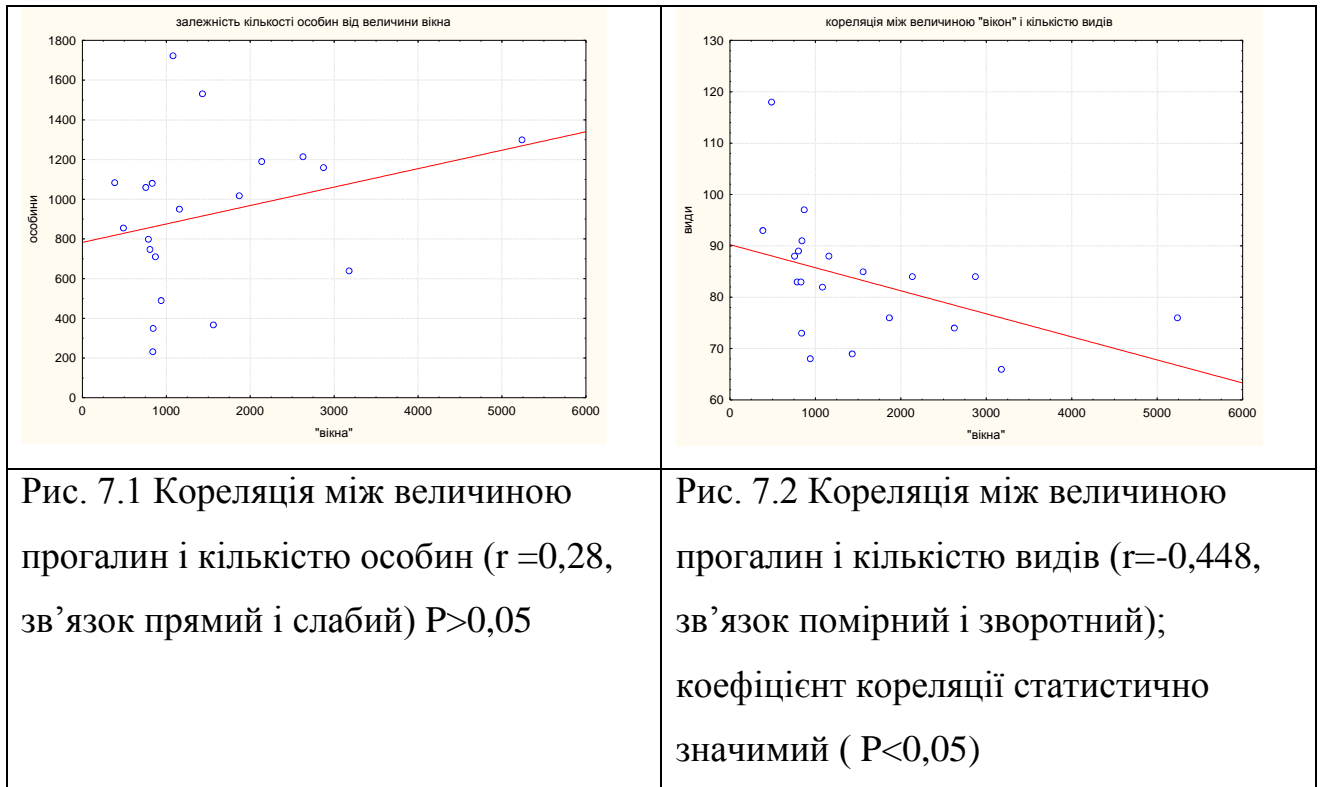 залежність кількості особин від величини вікна
1800
1600
1400
1200
1000
800
600
400
200
0
особини
0 1000 2000 3000 4000 5000 6000
"вікна"
кореляція між величиною "вікон" і кількістю видів
130
120
110
100
90
80
70
60
види
0 1000 2000 3000 4000 5000 6000
"вікна"
Рис. 7.1 Кореляція між величиною
прогалин і кількістю особин (r =0,28,
зв’язок прямий і слабий) P>0,05
Рис. 7.2 Кореляція між величиною
прогалин і кількістю видів (r=-0,448,
зв’язок помірний і зворотний);
коефіцієнт кореляції статистично
значимий ( P<0,05)